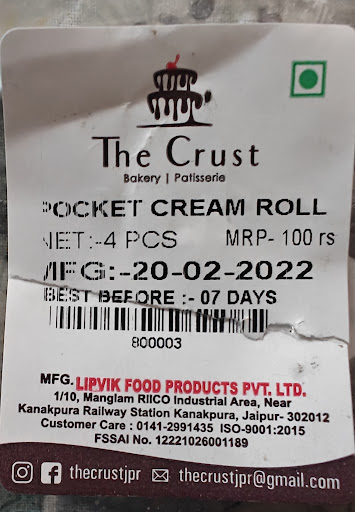 The Crust
Bakery | Patisserie
POCKET CREAM ROLL
NET:-4 PCS MRP- 100 rs
MFG:-20-02-2022
BEST BEFORE :- 07 DAYS
800003
MFG. LIPVIK FOOD PRODUCTS PVT. LTD.
1/10, Manglam RIICO Industrial Area, Near
Kanakpura Railway Station Kanakpura, Jaipur- 302012
Customer Care : 0141-2991435 ISO-9001:2015
FSSAI No. 12221026001189
thecrustjpr thecrustjpr@gmail.com